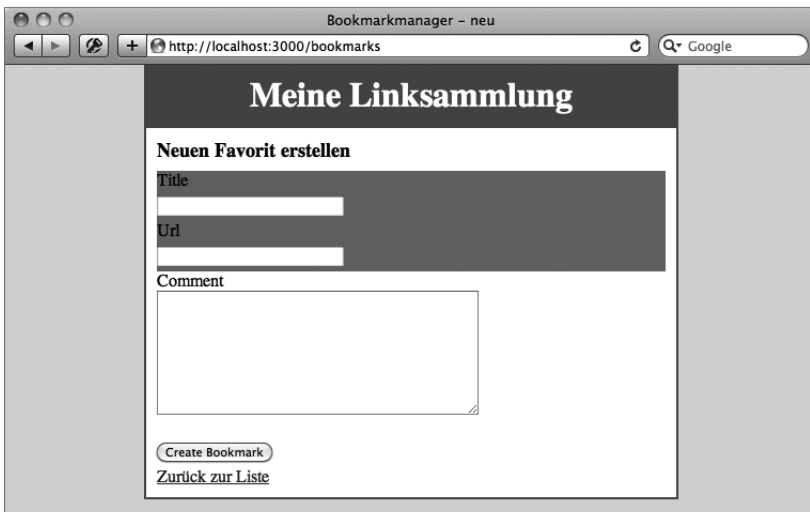 Bookmarkmanager – neu
http://localhost:3000/bookmarks
Google
Meine Linksammlung
Neuen Favorit erstellen
Title
Url
Comment
Create Bookmark
Zurück zur Liste